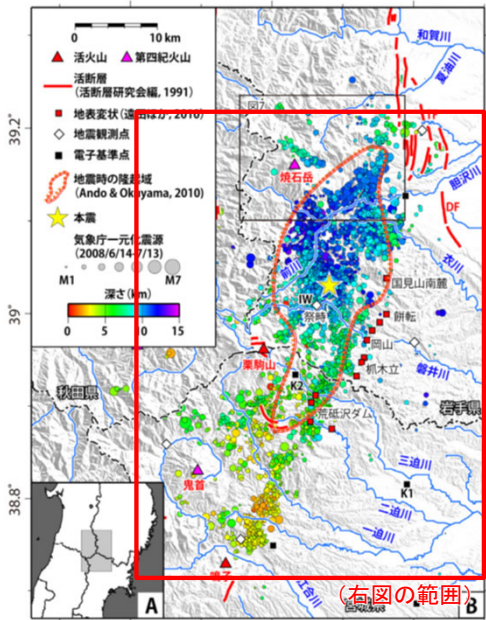 0 10 km
活火山 第四紀火山
活断層
(活断層研究会編, 1991)
地表変状(遠田ほか, 2010)
地震観測点
電子基準点
地震時の隆起域
(Ando & Okuyama, 2010)
本震
気象庁一元化震源
(2008/6/14-7/13)
M1 M7
深さ(km)
0 5 10 15
39.2°
39°
38.8°
和賀川
夏油川
図7
焼石岳
胆沢川
DF
前川
衣川
国見山南麓
IW
祭畤
餅転
岡山
栗駒山
枛木立
磐井川
K2
秋田県
荒砥沢ダム
岩手県
三迫川
鬼首
K1
二迫川
一迫川
鳴子
江合川
(右図の範囲)
A
B